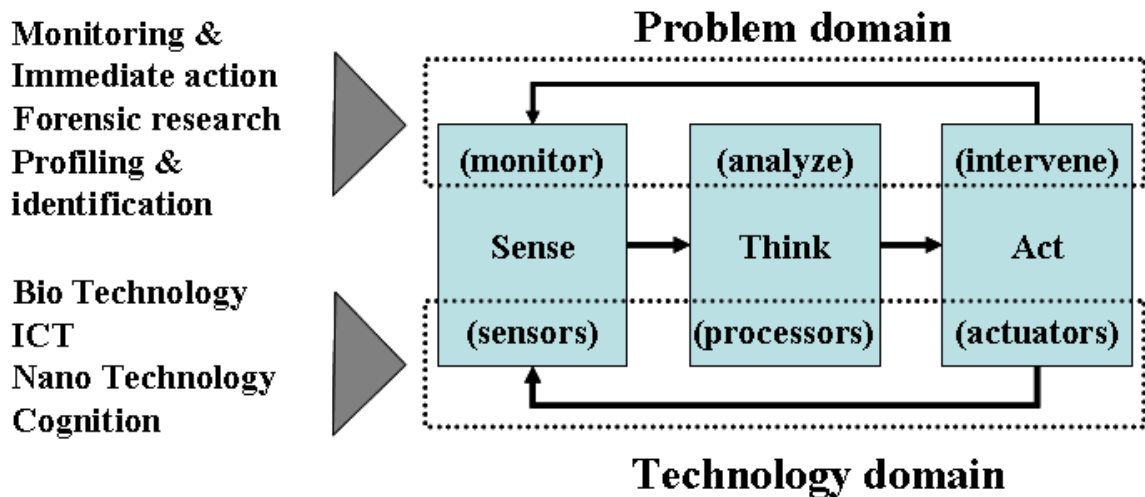 Monitoring &
Immediate action
Forensic research
Profiling &
identification
Bio Technology
ICT
Nano Technology
Cognition
Problem domain
(monitor)
(analyze)
(intervene)
Sense
Think
Act
(sensors)
(processors)
(actuators)
Technology domain